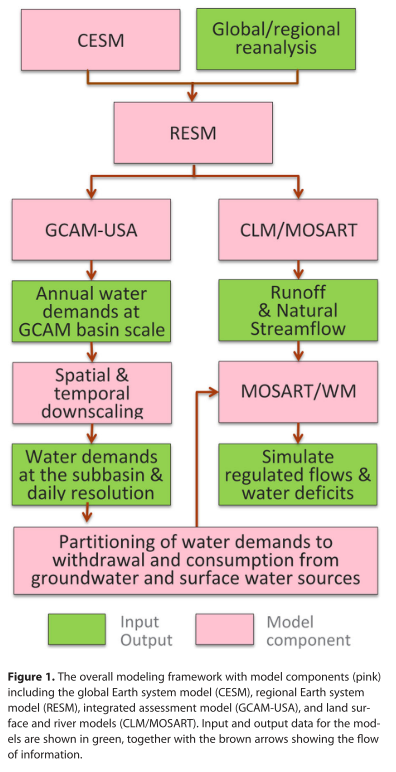 CESM
Global/regional
reanalysis
RESM
GCAM-USA
CLM/MOSART
Annual water
demands at
GCAM basin scale
Runoff
& Natural
Streamflow
Spatial &
temporal
downscaling
MOSART/WM
Water demands
at the subbasin &
daily resolution
Simulate
regulated flows &
water deficits
Partitioning of water demands to
withdrawal and consumption from
groundwater and surface water sources
Input
Output
Model
component
Figure 1. The overall modeling framework with model components (pink)
including the global Earth system model (CESM), regional Earth system
model (RESM), integrated assessment model (GCAM-USA), and land sur-
face and river models (CLM/MOSART). Input and output data for the mod-
els are shown in green, together with the brown arrows showing the flow
of information.